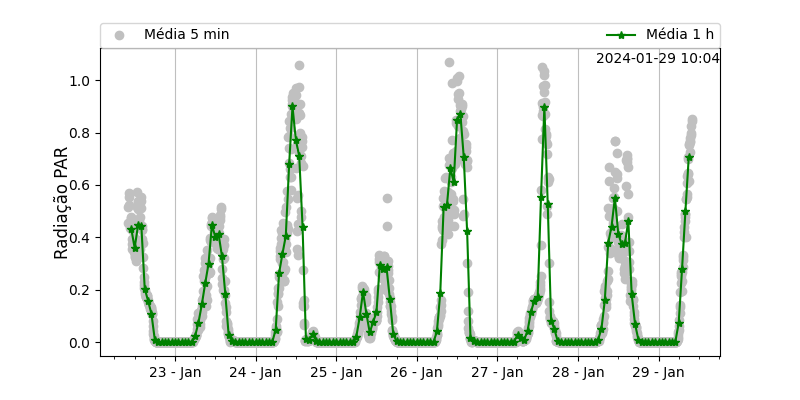 Média 5 min
Média 1 h
2024-01-29 10:04
Radiação PAR
1.0
0.8
0.6
0.4
0.2
0.0
23 - Jan
24 - Jan
25 - Jan
26 - Jan
27 - Jan
28 - Jan
29 - Jan